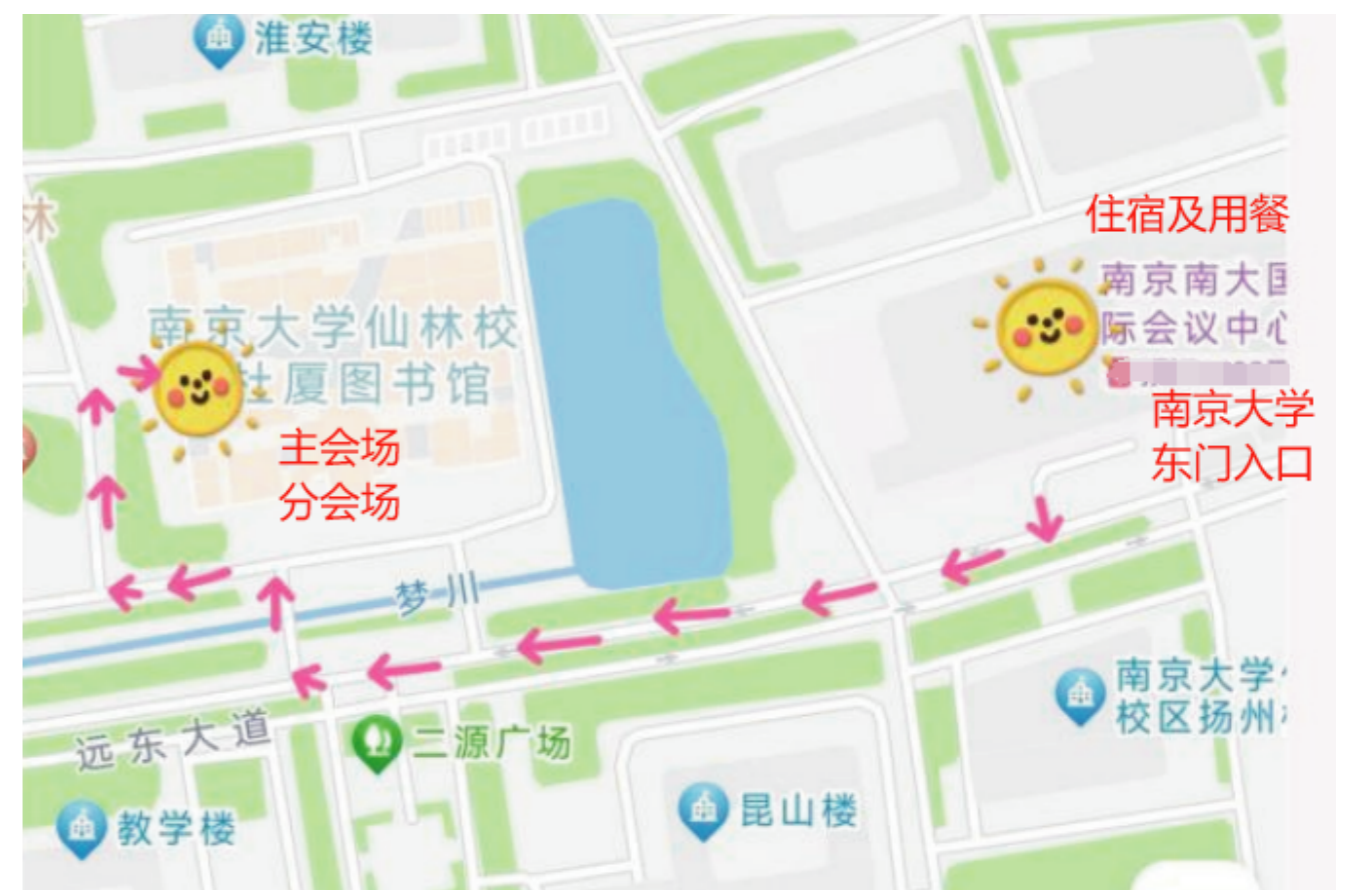 淮安楼
林
住宿及用餐
南京南大国
际会议中心
南京大学仙林校
杜厦图书馆
南京大学
东门入口
主会场
分会场
梦川
南京大学
校区扬州
远东大道
二源广场
昆山楼
教学楼